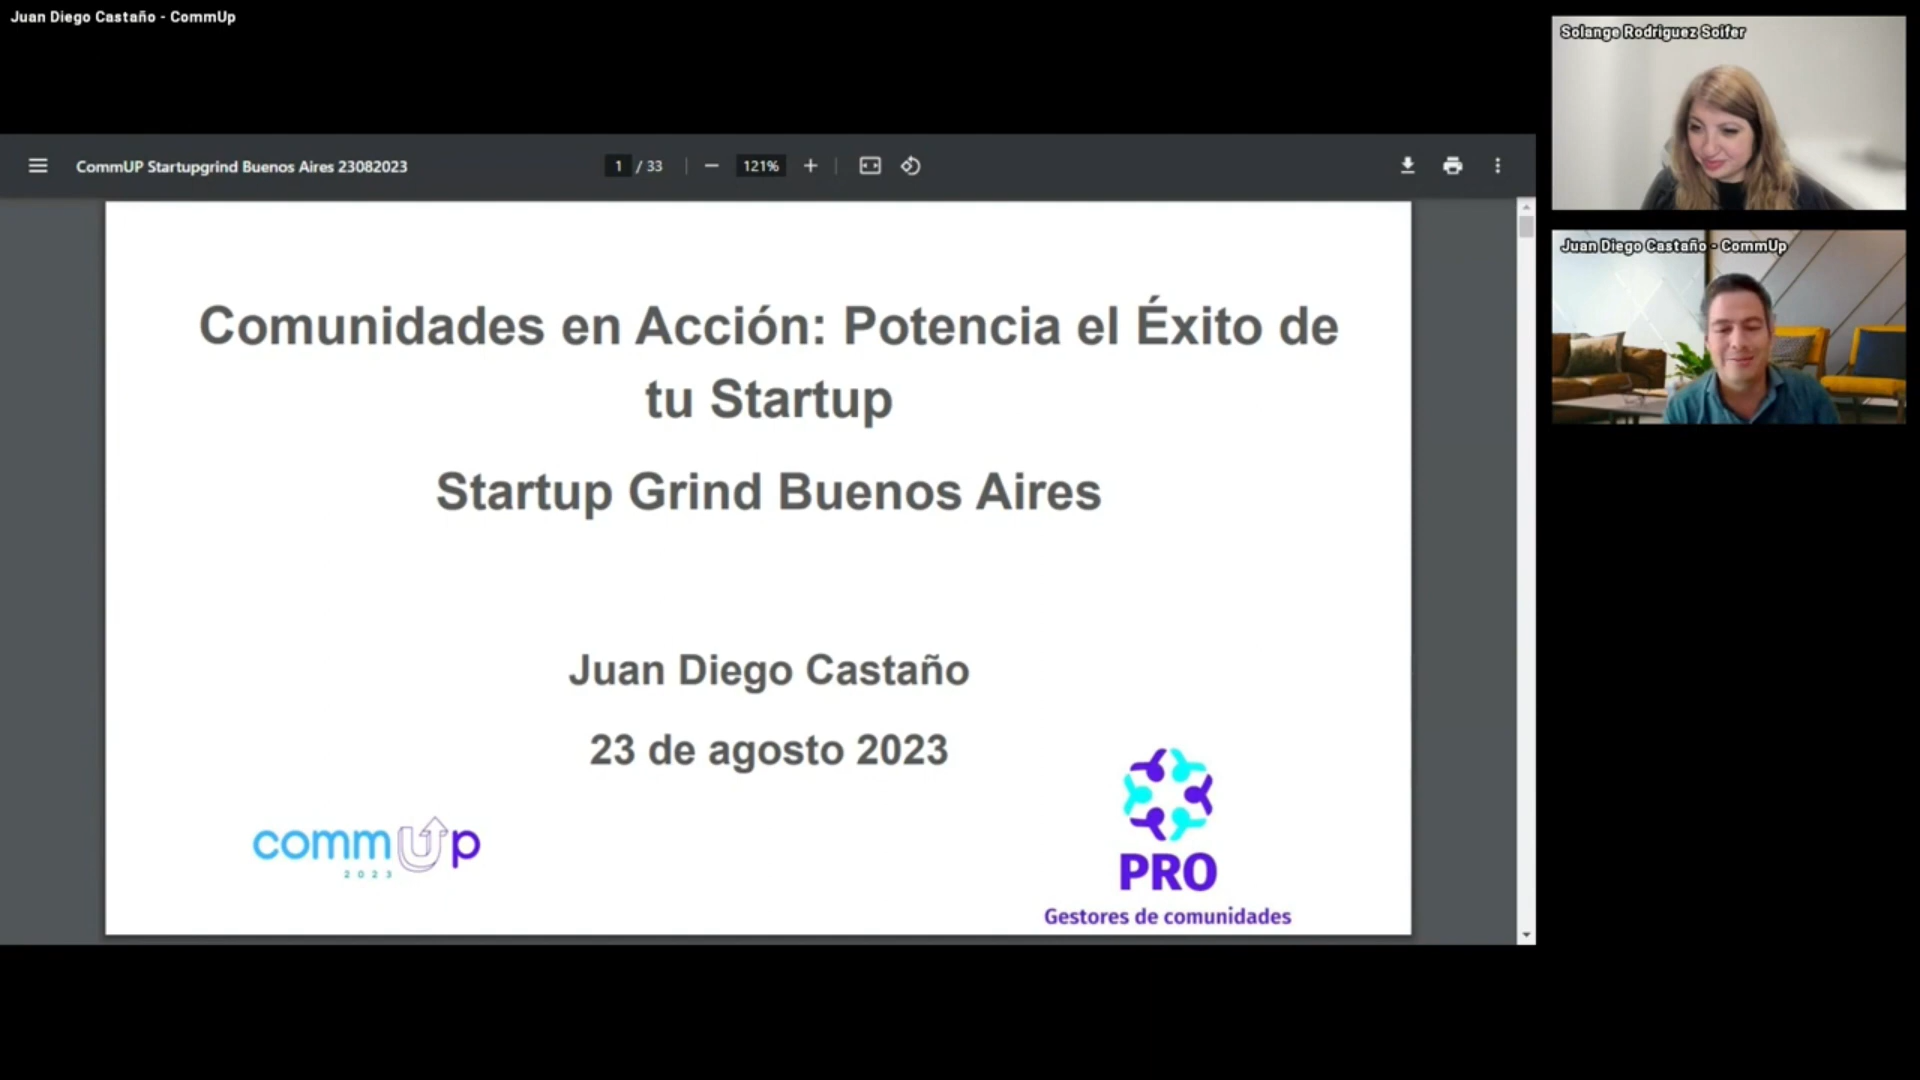 Juan Diego Castaño - CommUp
Solange Rodriguez Soifer
CommUP Startupgrind Buenos Aires 23082023
1 / 33
121%
Juan Diego Castaño - CommUp
Comunidades en Acción: Potencia el Éxito de
tu Startup
Startup Grind Buenos Aires
Juan Diego Castaño
23 de agosto 2023
commUp
2023
PRO
Gestores de comunidades